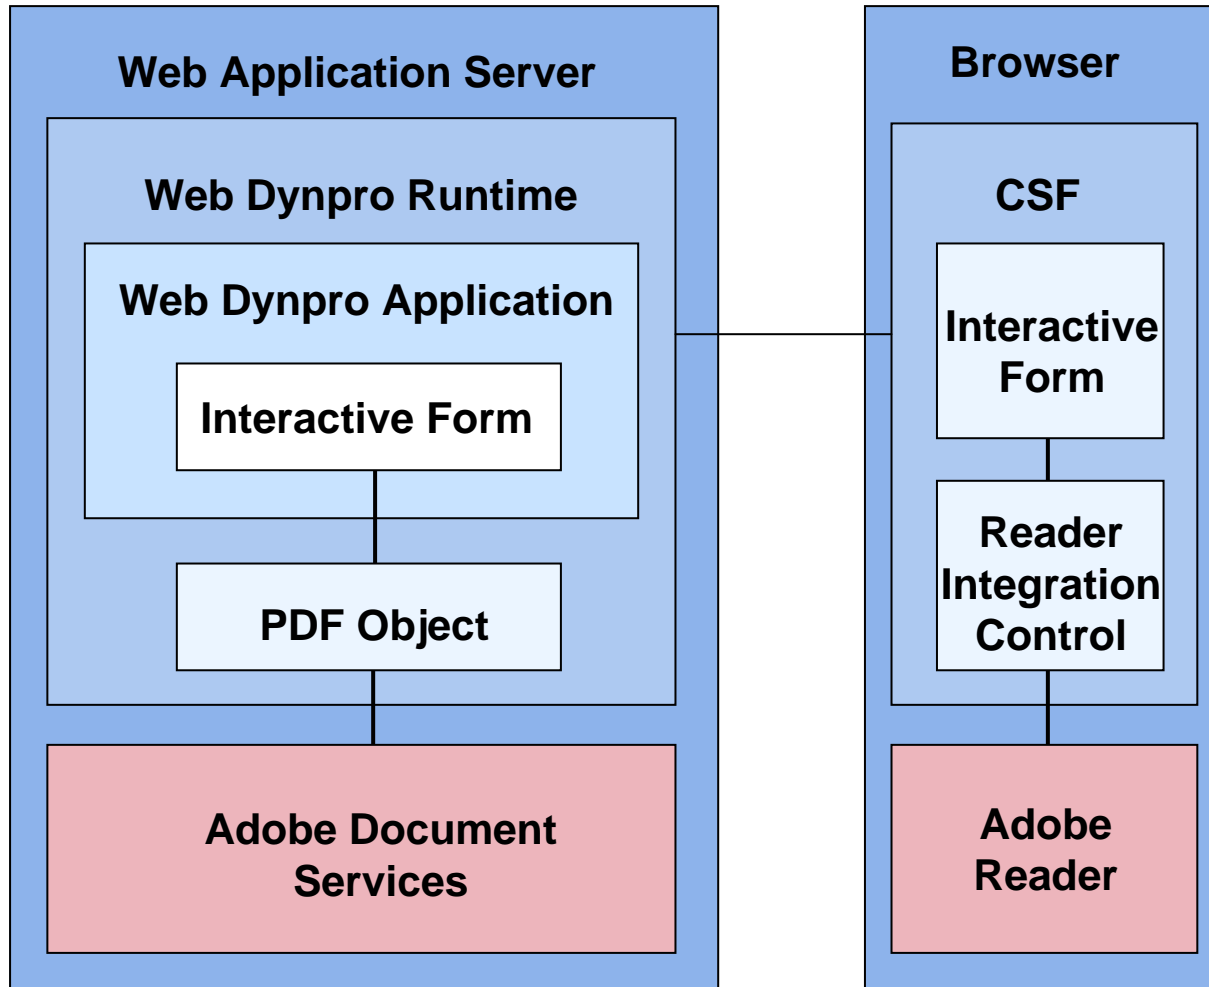 Web Application Server
Web Dynpro Runtime
Web Dynpro Application
Interactive Form
PDF Object
Adobe Document
Services
Browser
CSF
Interactive
Form
Reader
Integration
Control
Adobe
Reader